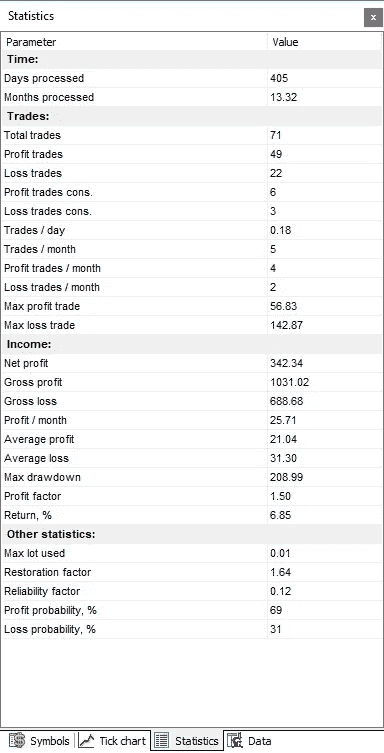 Statistics x
Parameter Value
Time:
Days processed 405
Months processed 13.32
Trades:
Total trades 71
Profit trades 49
Loss trades 22
Profit trades cons. 6
Loss trades cons. 3
Trades / day 0.18
Trades / month 5
Profit trades / month 4
Loss trades / month 2
Max profit trade 56.83
Max loss trade 142.87
Income:
Net profit 342.34
Gross profit 1031.02
Gross loss 688.68
Profit / month 25.71
Average profit 21.04
Average loss 31.30
Max drawdown 208.99
Profit factor 1.50
Return, % 6.85
Other statistics:
Max lot used 0.01
Restoration factor 1.64
Reliability factor 0.12
Profit probability, % 69
Loss probability, % 31
Symbols Tick chart Statistics Data